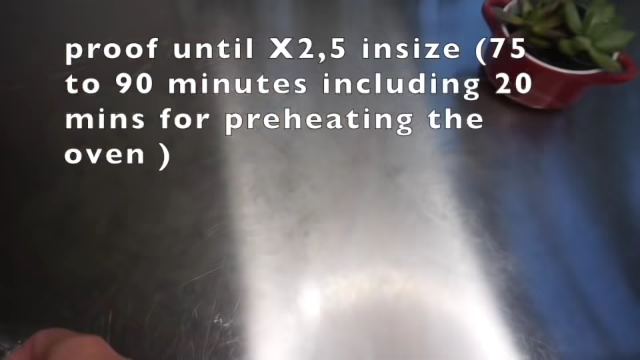 proof until X2,5 insize (75
to 90 minutes including 20
mins for preheating the
oven )